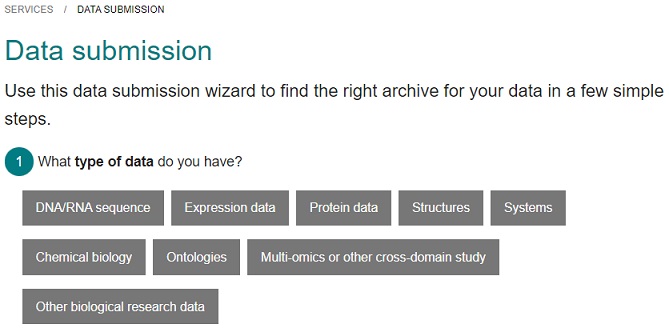 SERVICES / DATA SUBMISSION
Data submission
Use this data submission wizard to find the right archive for your data in a few simple
steps.
1 What type of data do you have?
DNA/RNA sequence Expression data Protein data Structures Systems
Chemical biology Ontologies Multi-omics or other cross-domain study
Other biological research data